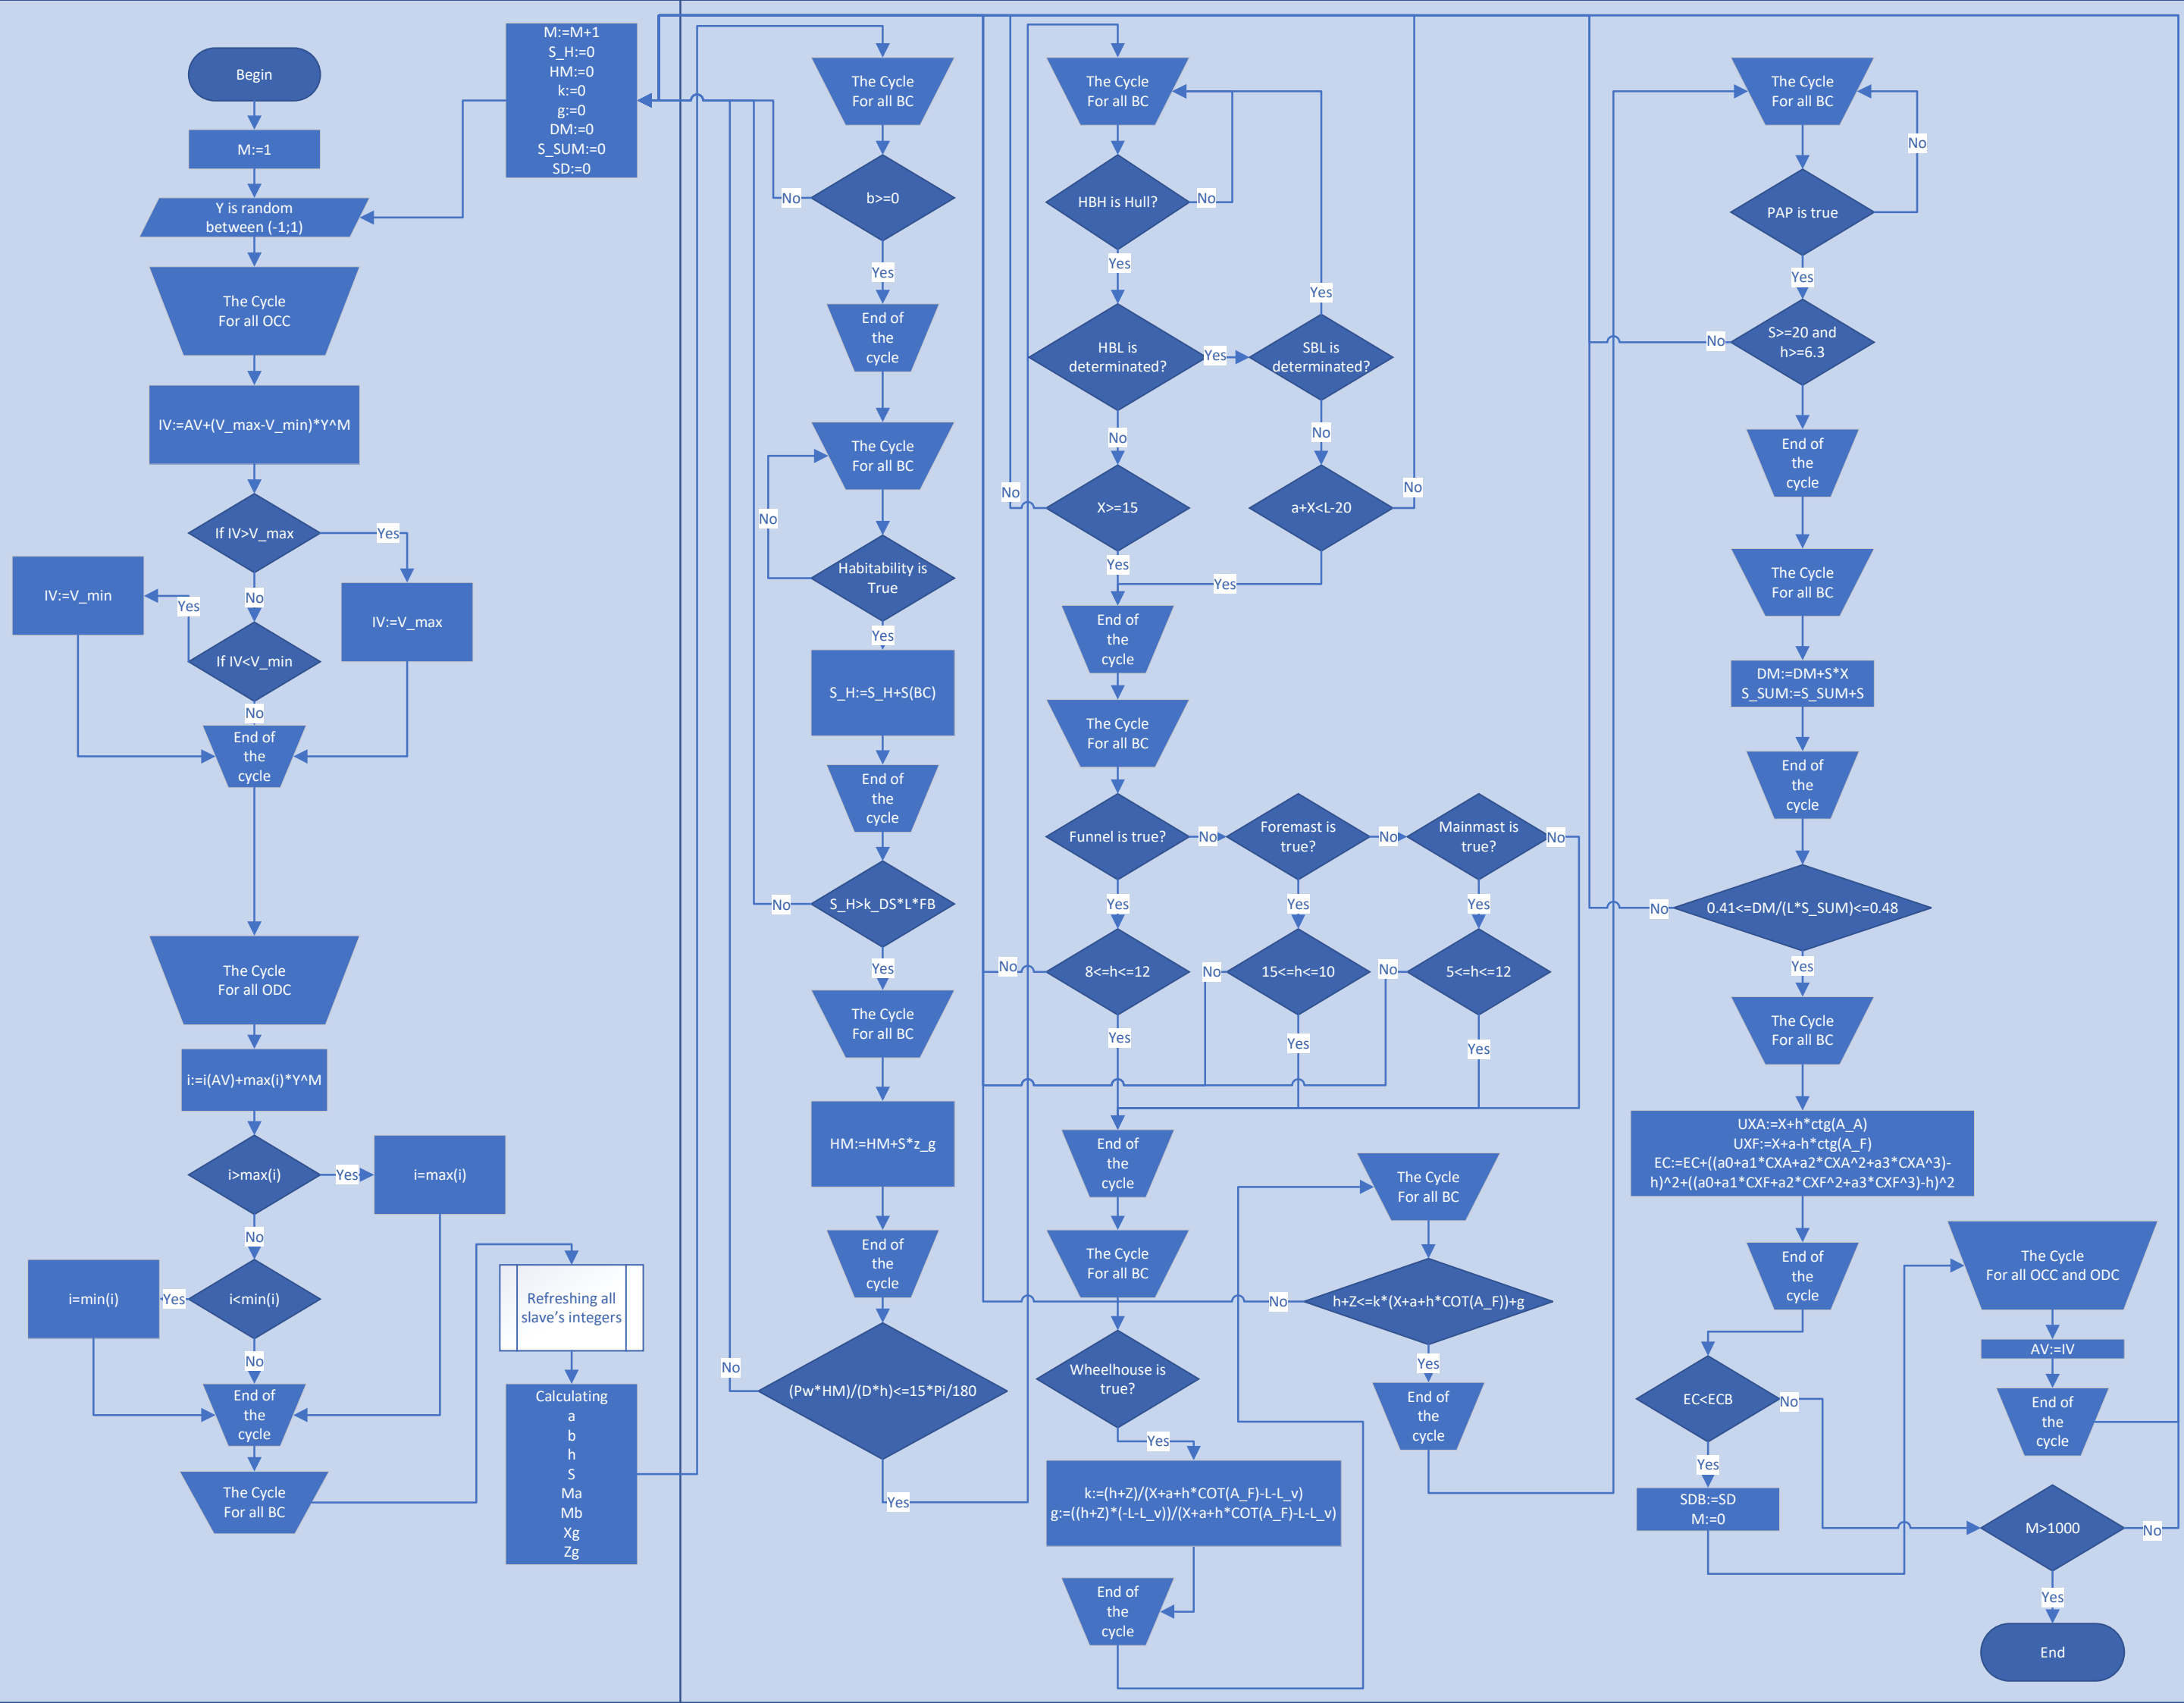 Begin
M:=1
Y is random
between (-1;1)
The Cycle
For all OCC
IV:=AV+(V_max-V_min)*Y^M
If IV>V_max
Yes
No
IV:=V_min
Yes
IV:=V_max
If IV<V_min
No
End of
the
cycle
The Cycle
For all ODC
i:=i(AV)+max(i)*Y^M
i>max(i)
Yes
i=max(i)
No
i=min(i)
Yes
i<min(i)
No
End of
the
cycle
The Cycle
For all BC
M:=M+1
S_H:=0
HM:=0
k:=0
g:=0
DM:=0
S_SUM:=0
SD:=0
Refreshing all
slave's integers
Calculating
a
b
h
S
Ma
Mb
Xg
Zg
The Cycle
For all BC
b>=0
No
Yes
End of
the
cycle
The Cycle
For all BC
No
Habitability is
True
Yes
S_H:=S_H+S(BC)
End of
the
cycle
S_H>k_DS*L*FB
No
Yes
The Cycle
For all BC
HM:=HM+S*z_g
End of
the
cycle
No
(Pw*HM)/(D*h)<=15*Pi/180
Yes
The Cycle
For all BC
HBH is Hull?
No
Yes
HBL is
determinated?
Yes
SBL is
determinated?
Yes
No
No
No
X>=15
a+X<L-20
No
Yes
Yes
End of
the
cycle
The Cycle
For all BC
Funnel is true?
No
Foremast is
true?
No
Mainmast is
true?
No
Yes
Yes
Yes
No
8<=h<=12
No
15<=h<=10
No
5<=h<=12
Yes
Yes
Yes
End of
the
cycle
The Cycle
For all BC
Wheelhouse is
true?
Yes
k:=(h+Z)/(X+a+h*COT(A_F)-L-L_v)
g:=((h+Z)*(-L-L_v))/(X+a+h*COT(A_F)-L-L_v)
End of
the
cycle
The Cycle
For all BC
No
h+Z<=k*(X+a+h*COT(A_F))+g
Yes
End of
the
cycle
The Cycle
For all BC
No
PAP is true
Yes
No
S>=20 and
h>=6.3
End of
the
cycle
The Cycle
For all BC
DM:=DM+S*X
S_SUM:=S_SUM+S
End of
the
cycle
No
0.41<=DM/(L*S_SUM)<=0.48
Yes
The Cycle
For all BC
UXA:=X+h*ctg(A_A)
UXF:=X+a-h*ctg(A_F)
EC:=EC+((a0+a1*CXA+a2*CXA^2+a3*CXA^3)-
h)^2+((a0+a1*CXF+a2*CXF^2+a3*CXF^3)-h)^2
End of
the
cycle
EC<ECB
No
Yes
SDB:=SD
M:=0
The Cycle
For all OCC and ODC
AV:=IV
End of
the
cycle
M>1000
No
Yes
End